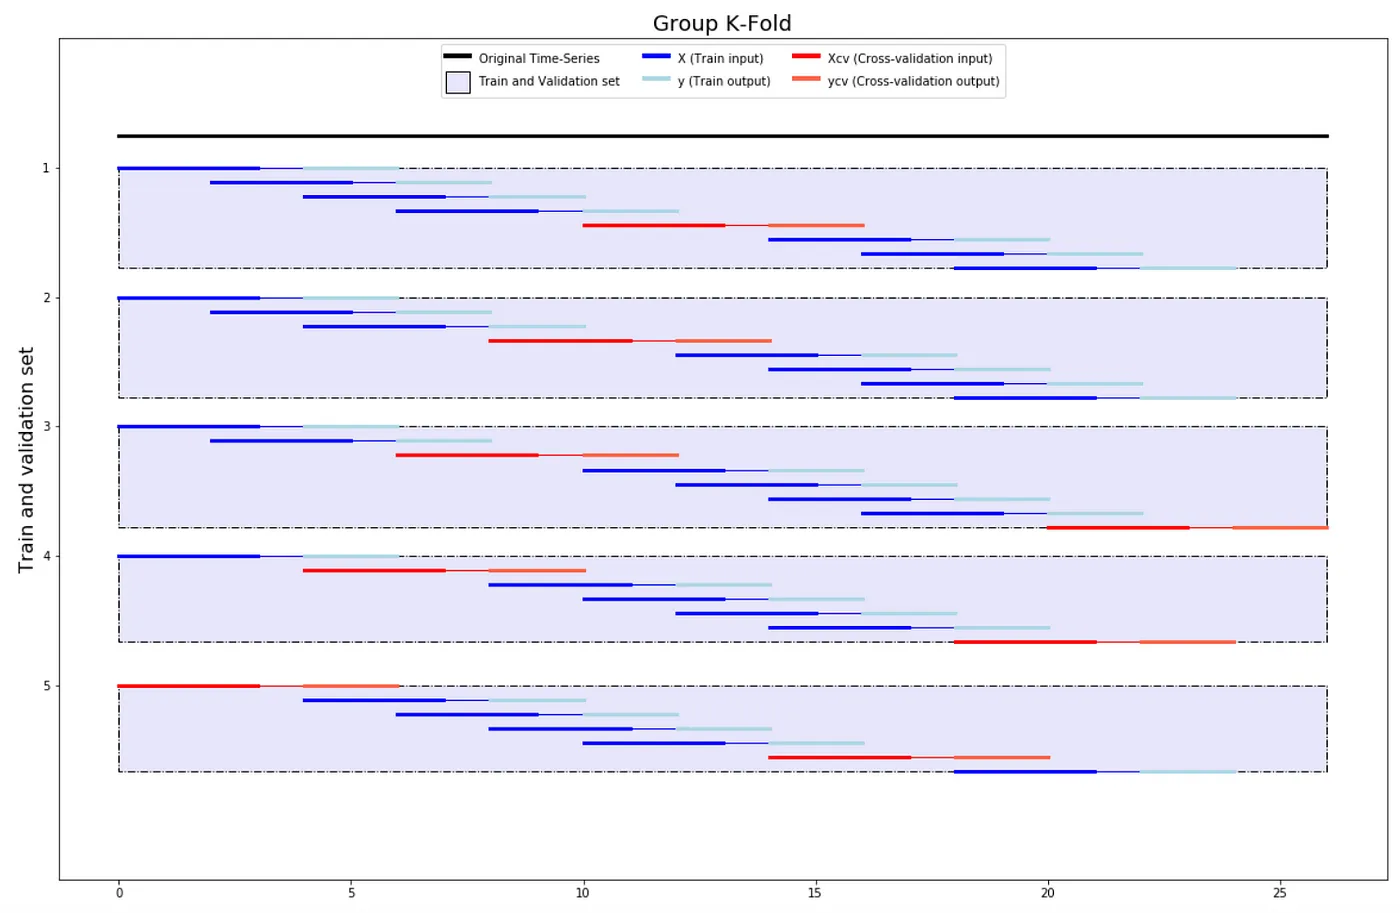 Group K-Fold
Original Time-Series
X (Train input)
Xcv (Cross-validation input)
Train and Validation set
y (Train output)
ycv (Cross-validation output)
Train and validation set
1
2
3
4
5
0
5
10
15
20
25